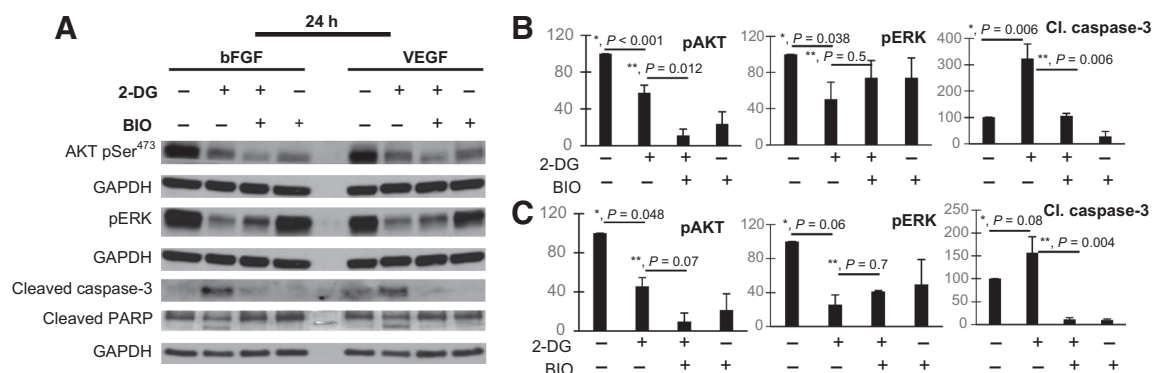 A
24 h
bFGF VEGF
2-DG – + + – – + + –
BIO – – + + – – + +
AKT pSer473
GAPDH
pERK
GAPDH
Cleaved caspase-3
Cleaved PARP
GAPDH
B
pAKT
*, P < 0.001
**, P = 0.012
120
80
40
0
2-DG – + + –
BIO – – + +
pERK
*, P = 0.038
**, P = 0.5
120
80
40
0
– + + –
– – + +
Cl. caspase-3
*, P = 0.006
**, P = 0.006
400
300
200
100
0
– + + –
– – + +
C
pAKT
*, P = 0.048
**, P = 0.07
120
80
40
0
2-DG – + + –
BIO – – + +
pERK
*, P = 0.06
**, P = 0.7
120
80
40
0
– + + –
– – + +
Cl. caspase-3
*, P = 0.08
**, P = 0.004
250
200
150
100
50
0
– + + –
– – + +